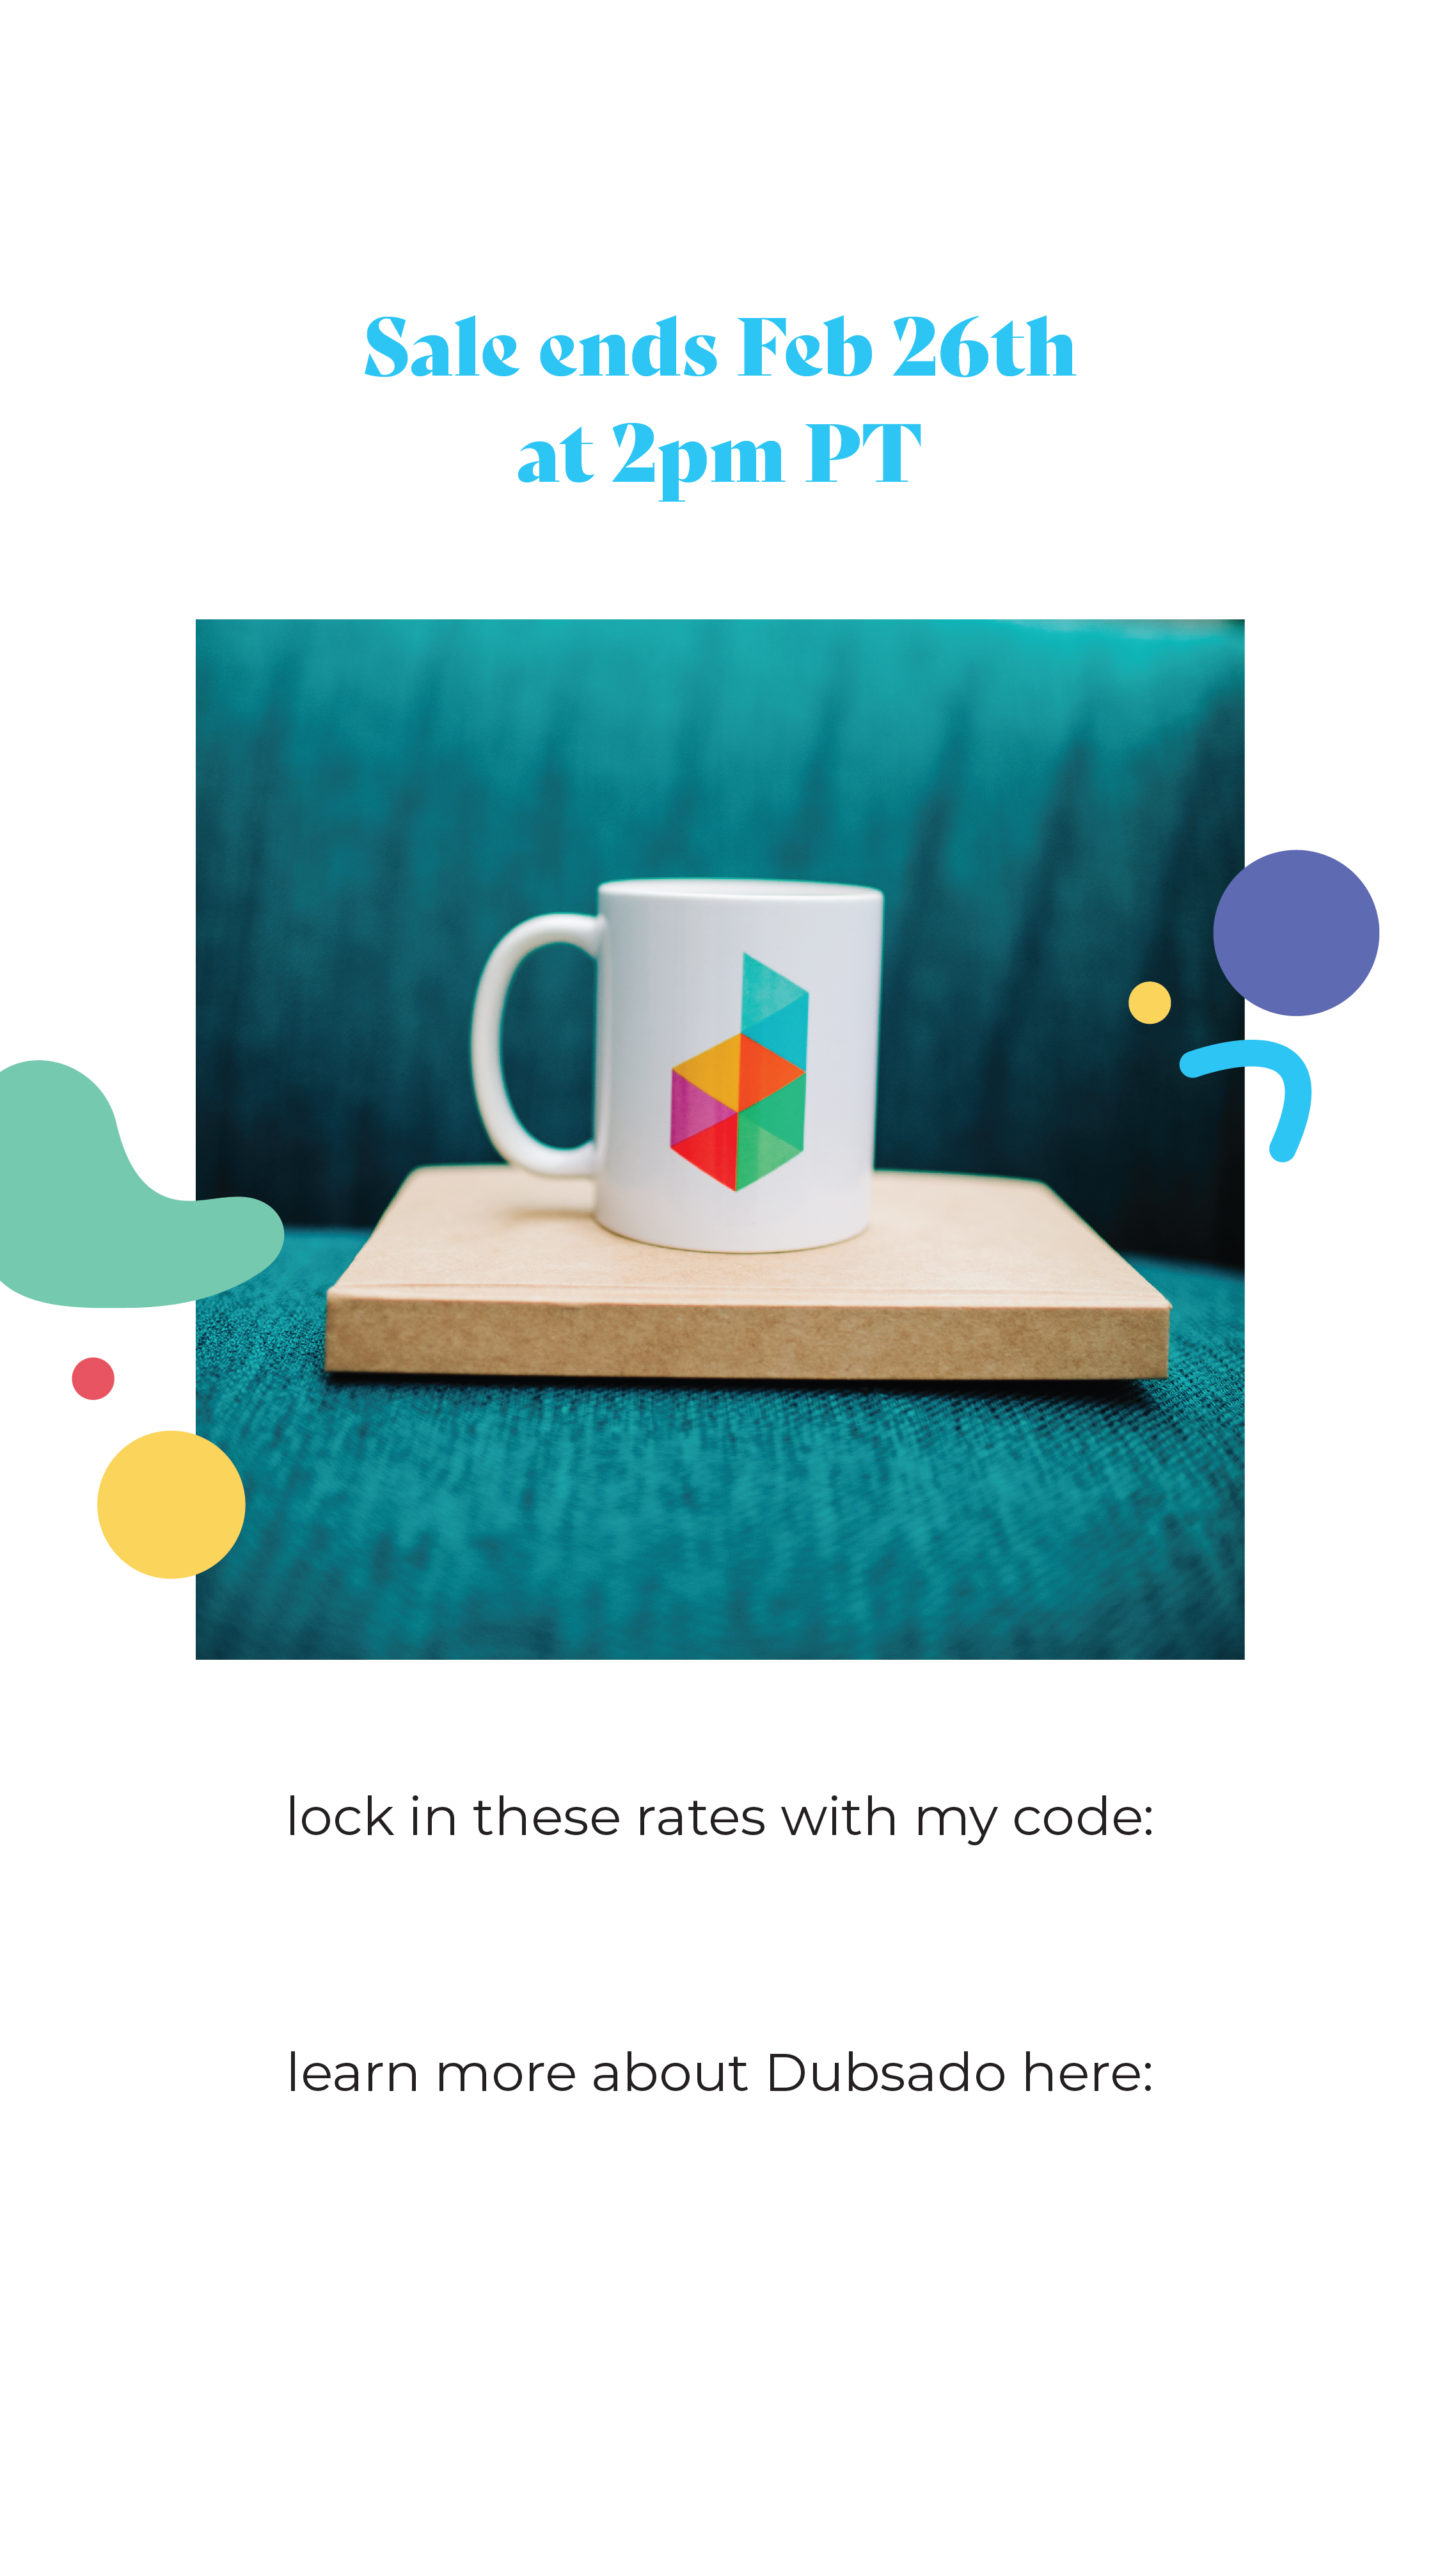 Sale ends Feb 26th
at 2pm PT
lock in these rates with my code:
learn more about Dubsado here: